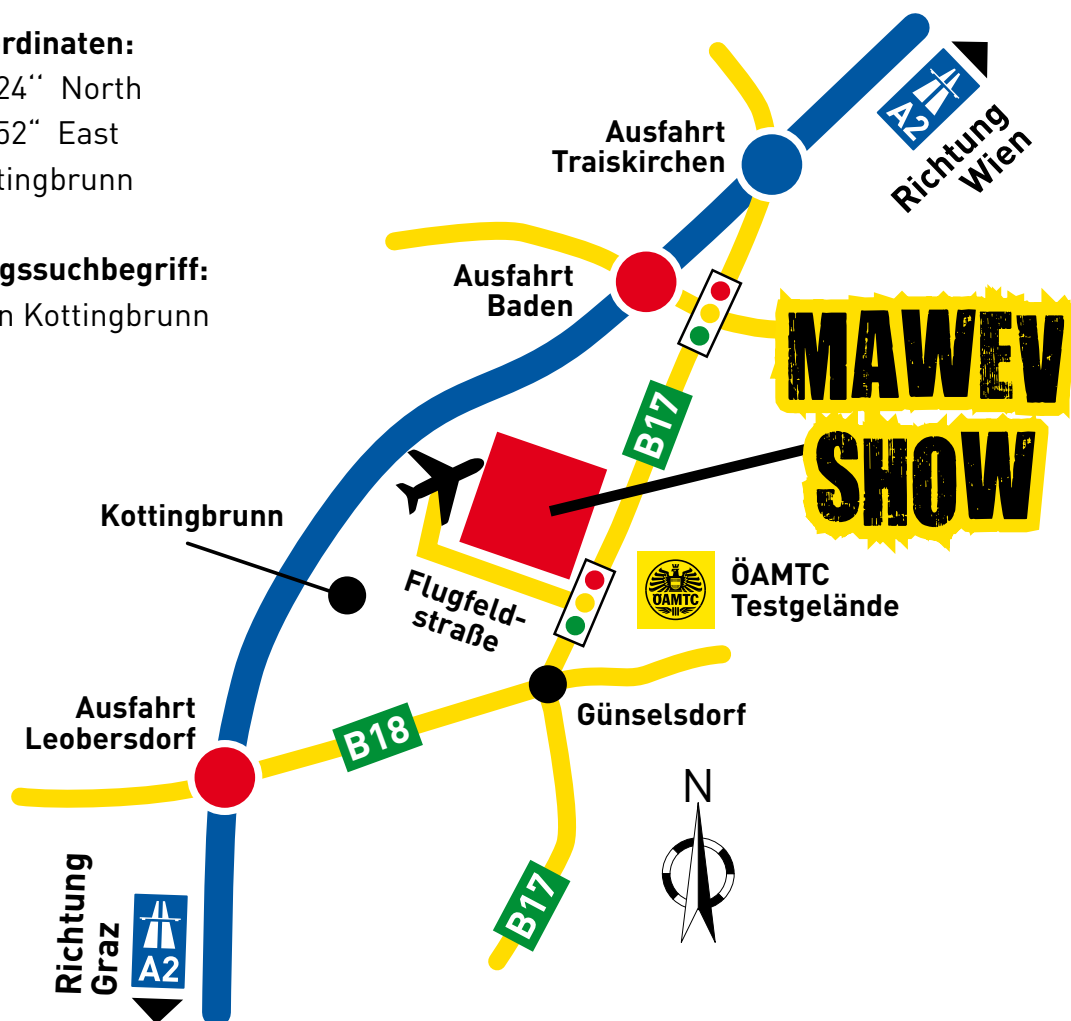 rdinaten:
24“ North
52“ East
tingbrunn
gssuchbegriff:
n Kottingbrunn
Ausfahrt
Traiskirchen
A2
Richtung
Wien
Ausfahrt
Baden
MAWEV
SHOW
B17
Kottingbrunn
Flugfeld-
straße
ÖAMTC
ÖAMTC
Testgelände
Ausfahrt
Leobersdorf
B18
Günselsdorf
N
Richtung
Graz
A2
B17